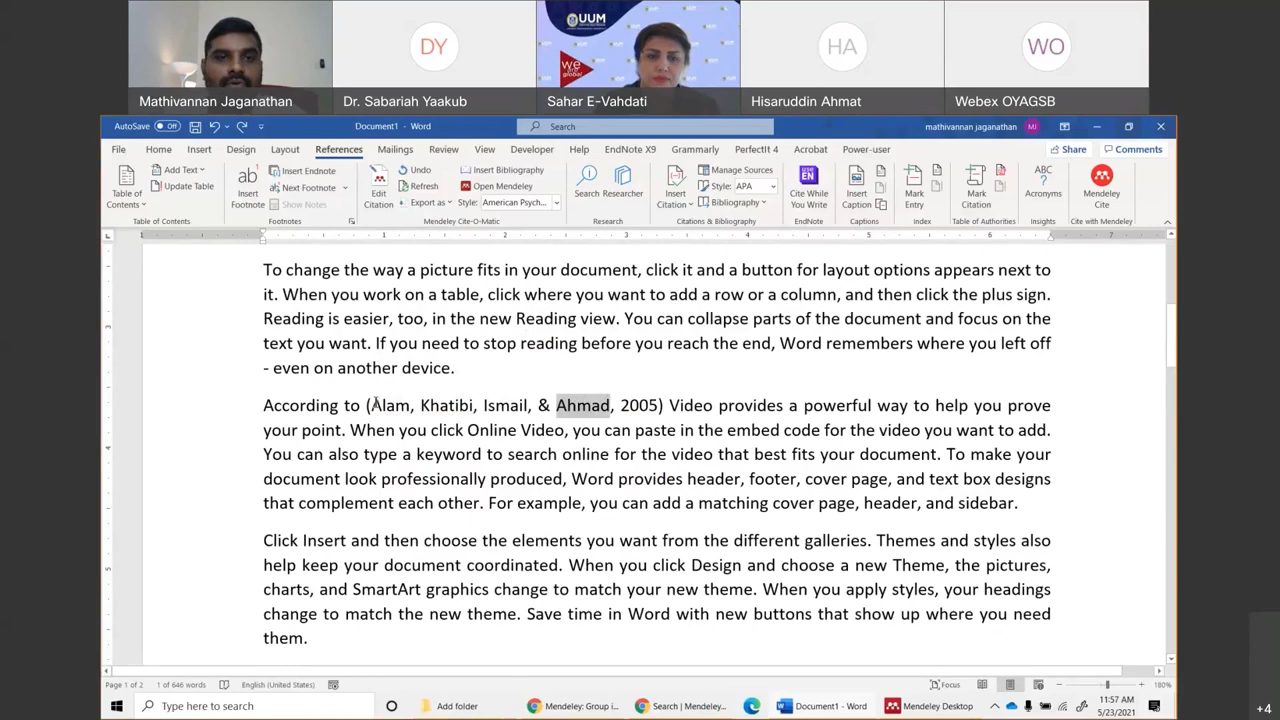 DY
UUM
we
are
global
HA
WO
Mathivannan Jaganathan
Dr. Sabariah Yaakub
Sahar E-Vahdati
Hisaruddin Ahmat
Webex OYAGSB
AutoSave Off
Document1 - Word
Search
mathivannan jaganathan
MJ
File Home Insert Design Layout References Mailings Review View Developer Help EndNote X9 Grammarly PerfectIt 4 Acrobat Power-user Share Comments
Table of Contents
Add Text
Update Table
Table of Contents
ab
Insert Footnote
Insert Endnote
Next Footnote
Show Notes
Footnotes
Edit Citation
Undo
Refresh
Export as
Insert Bibliography
Open Mendeley
Style: American Psych...
Mendeley Cite-O-Matic
Search Researcher
Research
Insert Citation
Manage Sources
Style: APA
Bibliography
Citations & Bibliography
EN
Cite While You Write
EndNote
Insert Caption
Captions
Mark Entry
Index
Mark Citation
Table of Authorities
ABC
?
Acronyms
Insights
Mendeley Cite
Cite with Mendeley
1 1 2 3 4 5 6 7
To change the way a picture fits in your document, click it and a button for layout options appears next to
it. When you work on a table, click where you want to add a row or a column, and then click the plus sign.
Reading is easier, too, in the new Reading view. You can collapse parts of the document and focus on the
text you want. If you need to stop reading before you reach the end, Word remembers where you left off
- even on another device.
According to (Alam, Khatibi, Ismail, & Ahmad, 2005) Video provides a powerful way to help you prove
your point. When you click Online Video, you can paste in the embed code for the video you want to add.
You can also type a keyword to search online for the video that best fits your document. To make your
document look professionally produced, Word provides header, footer, cover page, and text box designs
that complement each other. For example, you can add a matching cover page, header, and sidebar.
Click Insert and then choose the elements you want from the different galleries. Themes and styles also
help keep your document coordinated. When you click Design and choose a new Theme, the pictures,
charts, and SmartArt graphics change to match your new theme. When you apply styles, your headings
change to match the new theme. Save time in Word with new buttons that show up where you need
them.
Page 1 of 2 1 of 646 words English (United States) Focus 180%
Type here to search
Add folder
Mendeley: Group i...
Search | Mendeley...
Document1 - Word
Mendeley Desktop
11:57 AM
5/23/2021
+4